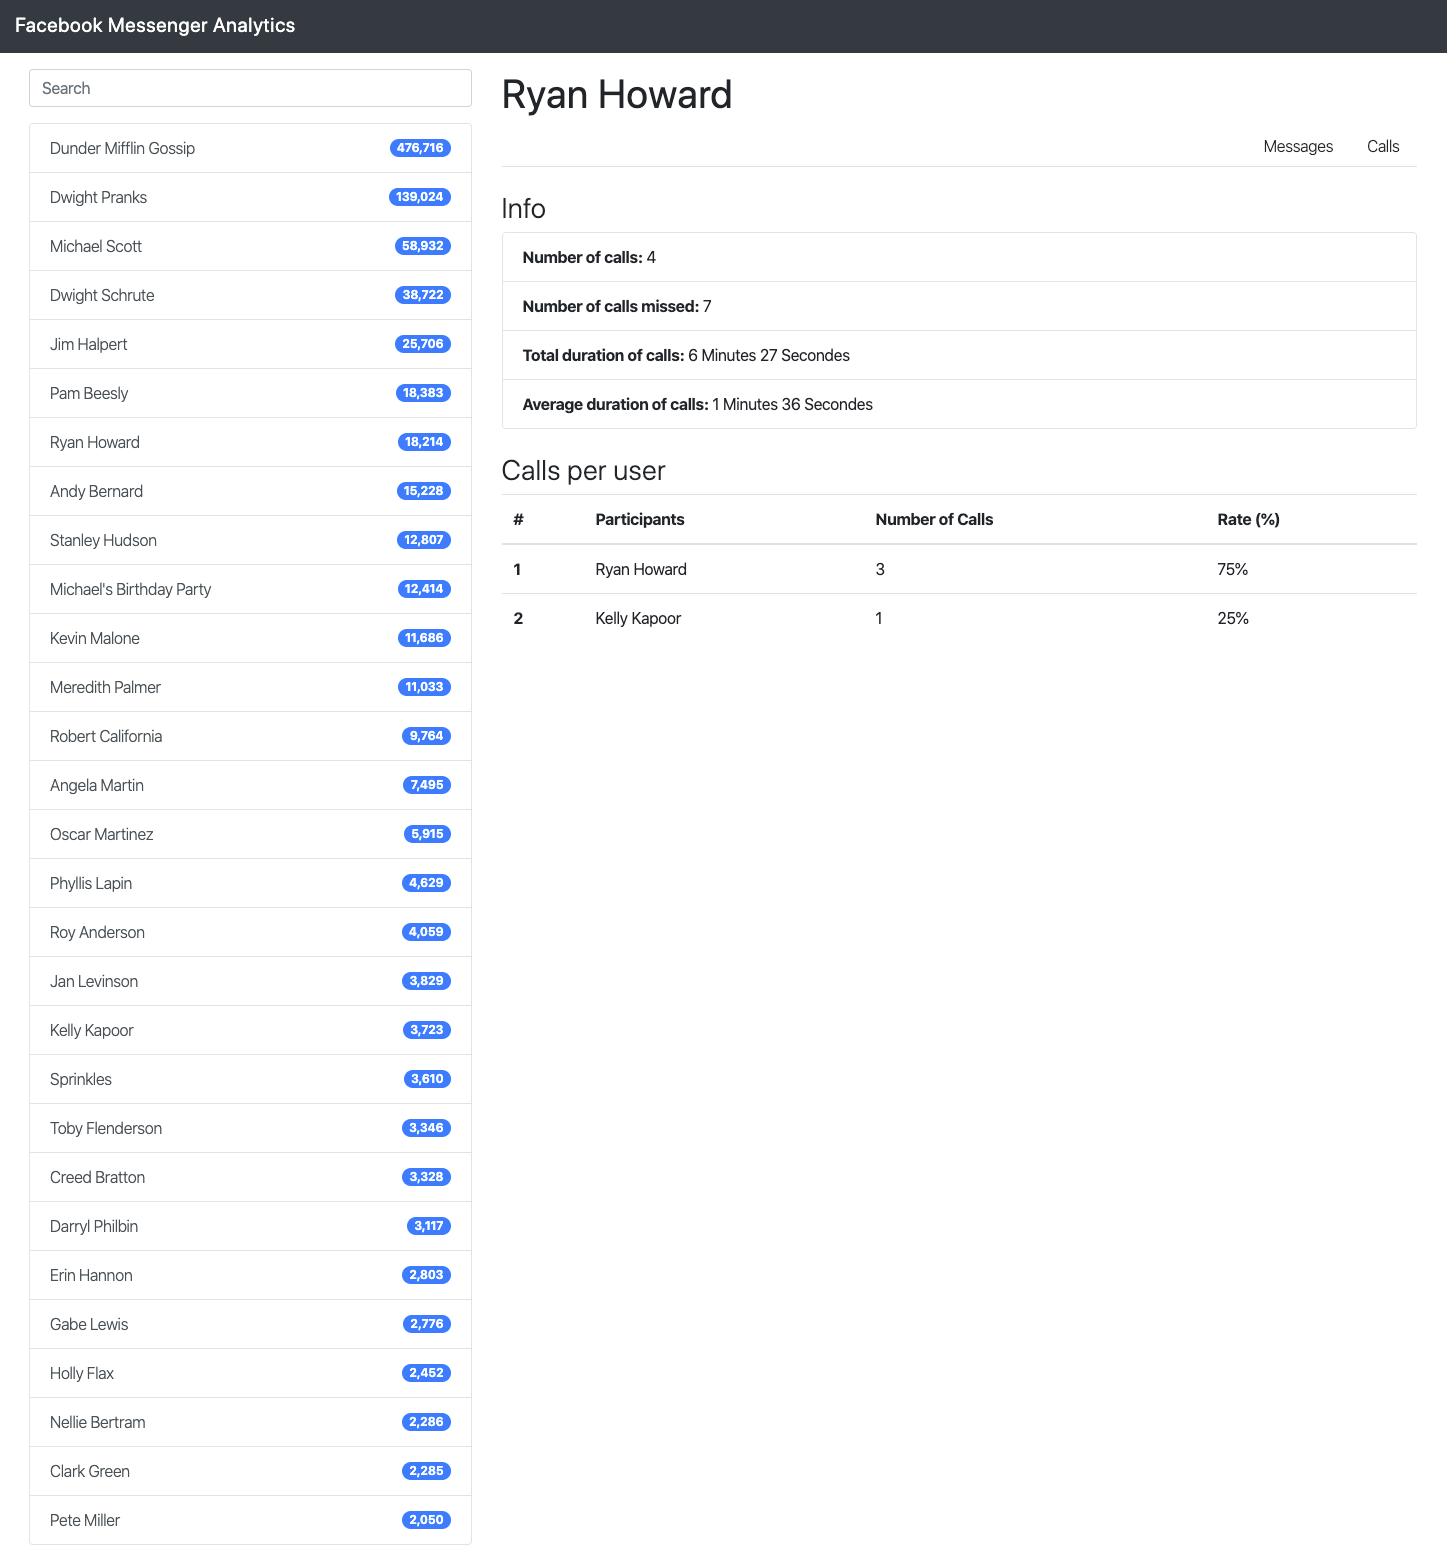 Facebook Messenger Analytics
Search
Dunder Mifflin Gossip 476,716
Dwight Pranks 139,024
Michael Scott 58,932
Dwight Schrute 38,722
Jim Halpert 25,706
Pam Beesly 18,383
Ryan Howard 18,214
Andy Bernard 15,228
Stanley Hudson 12,807
Michael's Birthday Party 12,414
Kevin Malone 11,686
Meredith Palmer 11,033
Robert California 9,764
Angela Martin 7,495
Oscar Martinez 5,915
Phyllis Lapin 4,629
Roy Anderson 4,059
Jan Levinson 3,829
Kelly Kapoor 3,723
Sprinkles 3,610
Toby Flenderson 3,346
Creed Bratton 3,328
Darryl Philbin 3,117
Erin Hannon 2,803
Gabe Lewis 2,776
Holly Flax 2,452
Nellie Bertram 2,286
Clark Green 2,285
Pete Miller 2,050
Ryan Howard
Messages Calls
Info
Number of calls: 4
Number of calls missed: 7
Total duration of calls: 6 Minutes 27 Secondes
Average duration of calls: 1 Minutes 36 Secondes
Calls per user
# Participants Number of Calls Rate (%)
1 Ryan Howard 3 75%
2 Kelly Kapoor 1 25%